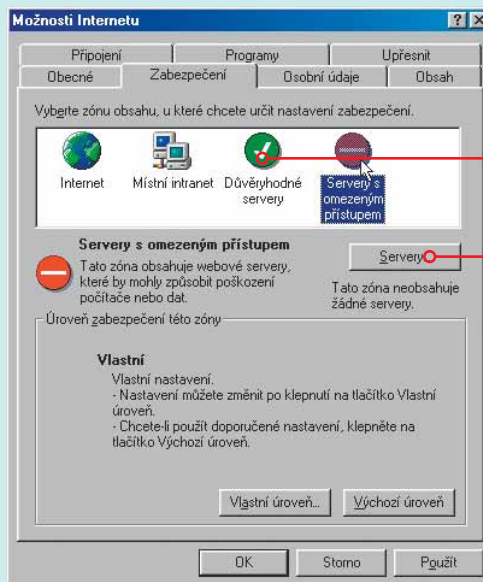 Možnosti Internetu
Připojení Programy Upřesnit
Obecné Zabezpečení Osobní údaje Obsah
Vyberte zónu obsahu, u které chcete určit nastavení zabezpečení.
Internet Místní intranet Důvěryhodné servery Servery s omezeným přístupem
Servery s omezeným přístupem
Tato zóna obsahuje webové servery,
které by mohly způsobit poškození
počítače nebo dat.
Servery
Tato zóna neobsahuje
žádné servery.
Úroveň zabezpečení této zóny
Vlastní
Vlastní nastavení.
- Nastavení můžete změnit po klepnutí na tlačítko Vlastní
úroveň.
- Chcete-li použít doporučené nastavení, klepněte na
tlačítko Výchozí úroveň.
Vlastní úroveň... Výchozí úroveň
OK Storno Použít